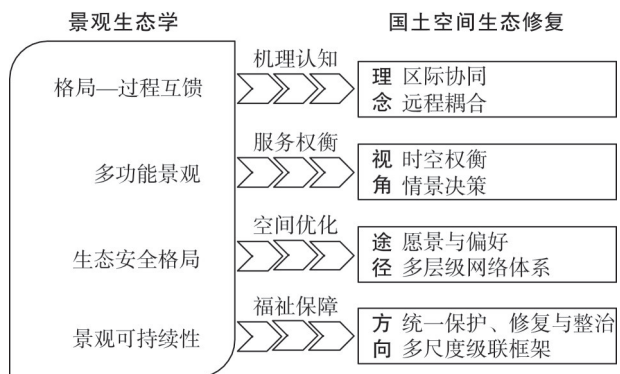 景观生态学
国土空间生态修复
格局—过程互馈
机理认知
理 区际协同
念 远程耦合
多功能景观
服务权衡
视 时空权衡
角 情景决策
生态安全格局
空间优化
途 愿景与偏好
径 多层级网络体系
景观可持续性
福祉保障
方 统一保护、修复与整治
向 多尺度级联框架